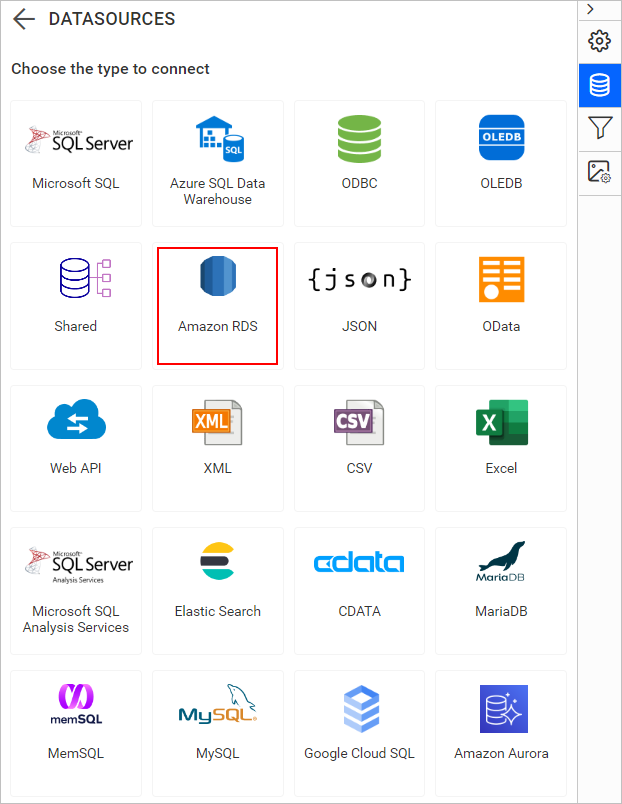 DATASOURCES
Choose the type to connect
Microsoft SQL Server
Microsoft SQL
SQL
Azure SQL Data
Warehouse
ODBC
OLEDB
OLEDB
Shared
Amazon RDS
{json}
JSON
OData
Web API
XML
XML
CSV
CSV
X
Excel
Microsoft SQL Server
Analysis Services
Microsoft SQL
Analysis Services
Elastic Search
cdata
CDATA
MariaDB
MariaDB
memSQL
MemSQL
MySQL
MySQL
Google Cloud SQL
Amazon Aurora